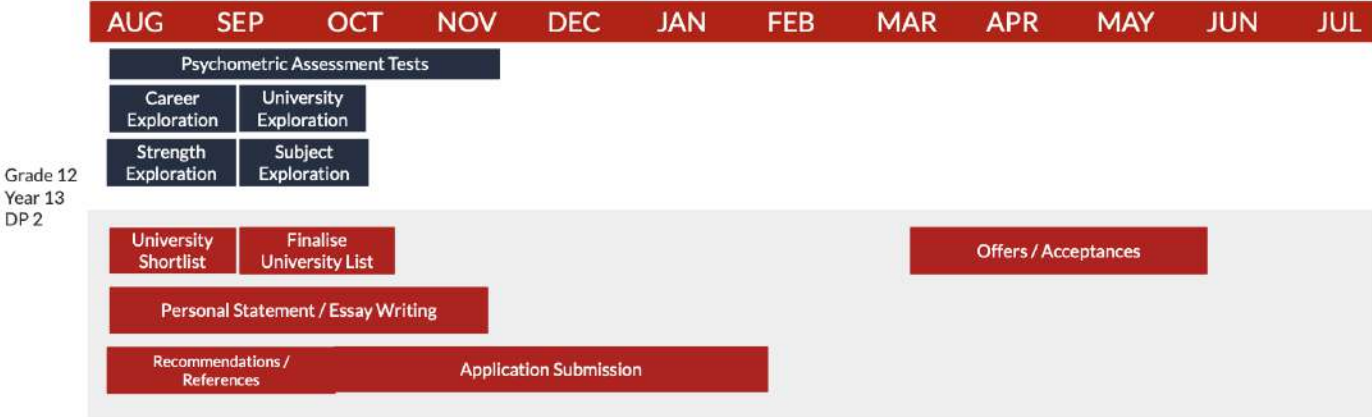 AUG SEP OCT NOV DEC JAN FEB MAR APR MAY JUN JUL
Psychometric Assessment Tests
Career
Exploration
University
Exploration
Strength
Exploration
Subject
Exploration
Grade 12
Year 13
DP 2
University
Shortlist
Finalise
University List
Offers / Acceptances
Personal Statement / Essay Writing
Recommendations /
References
Application Submission